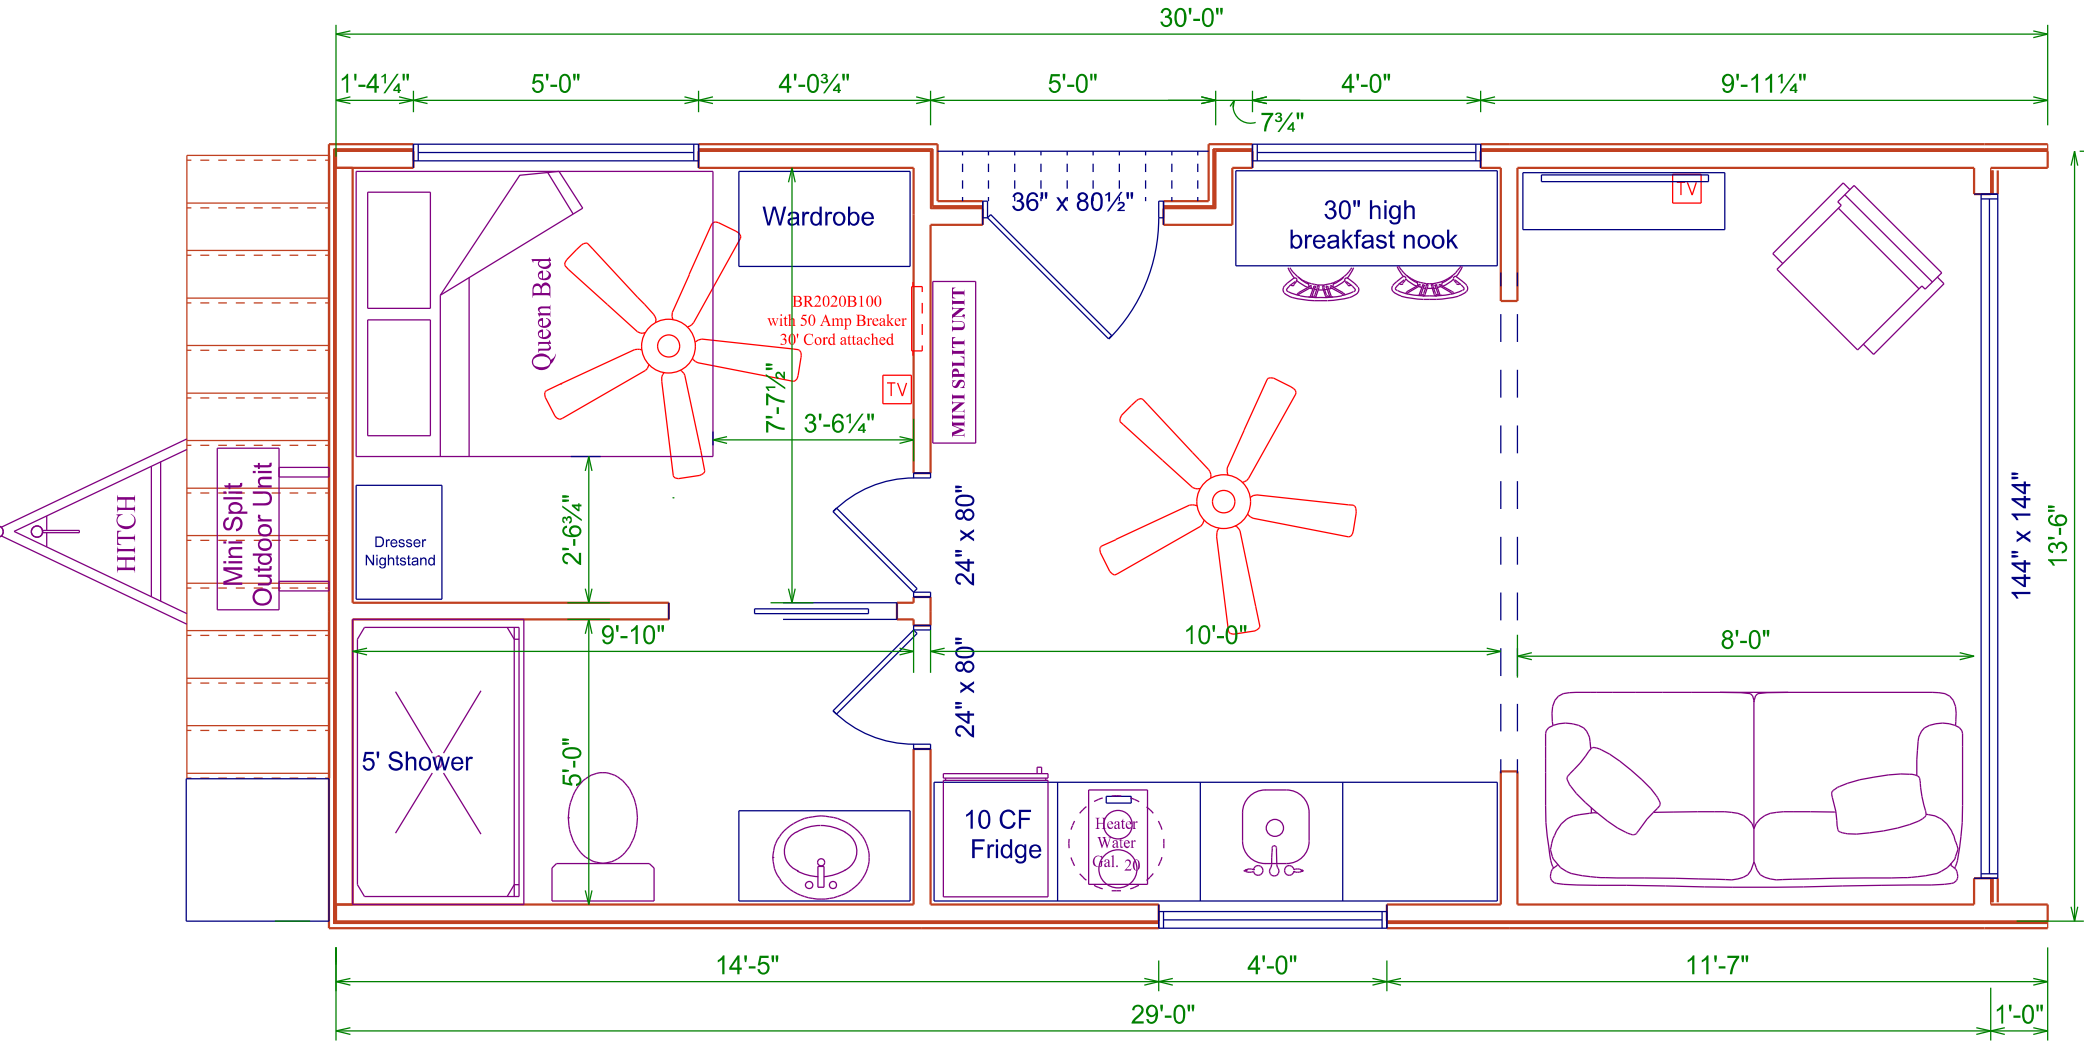 30'-0"
1'-4¼"
5'-0"
4'-0¾"
5'-0"
4'-0"
9'-11¼"
7¾"
36" x 80½"
Wardrobe
30" high
breakfast nook
TV
Queen Bed
BR2020B100
with 50 Amp Breaker
30' Cord attached
MINI SPLIT UNIT
TV
7'-7½"
3'-6¼"
HITCH
Mini Split
Outdoor Unit
Dresser
Nightstand
2'-6¾"
24" x 80"
144" x 144"
13'-6"
9'-10"
10'-0"
8'-0"
24" x 80"
5' Shower
5'-0"
10 CF
Fridge
Heater
Water
Gal. 20
14'-5"
4'-0"
11'-7"
29'-0"
1'-0"